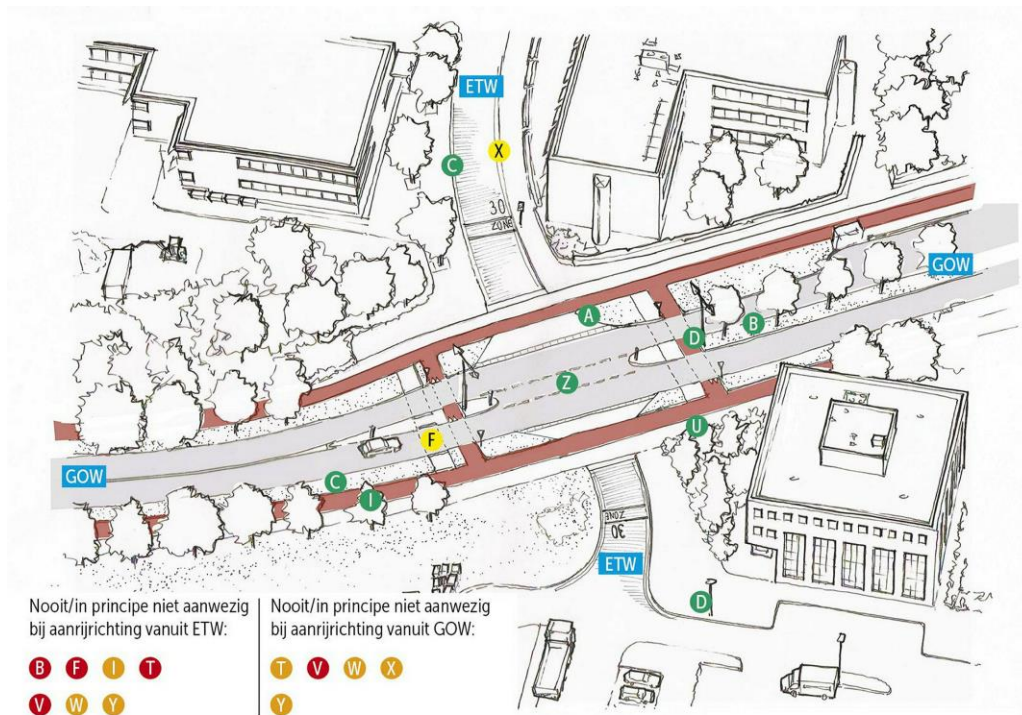 ETW
X
C
30
ZONE
GOW
A
D
B
Z
U
F
GOW
C
I
ZONE
30
ETW
D
Nooit/in principe niet aanwezig
bij aanrijrichting vanuit ETW:
B F I T
V W Y
Nooit/in principe niet aanwezig
bij aanrijrichting vanuit GOW:
T V W X
Y